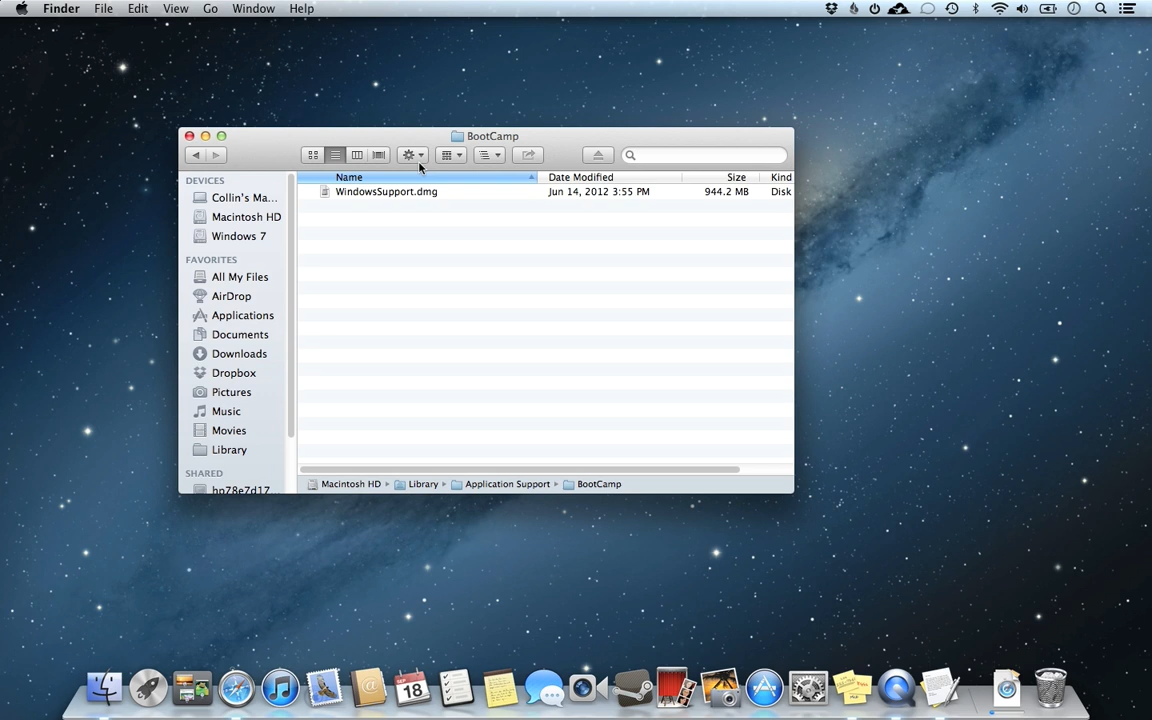 Finder File Edit View Go Window Help
BootCamp
DEVICES
Collin's Ma...
Macintosh HD
Windows 7
FAVORITES
All My Files
AirDrop
Applications
Documents
Downloads
Dropbox
Pictures
Music
Movies
Library
SHARED
hp78e7d17...
Name Date Modified Size Kind
WindowsSupport.dmg Jun 14, 2012 3:55 PM 944.2 MB Disk
Macintosh HD Library Application Support BootCamp
SEP
18